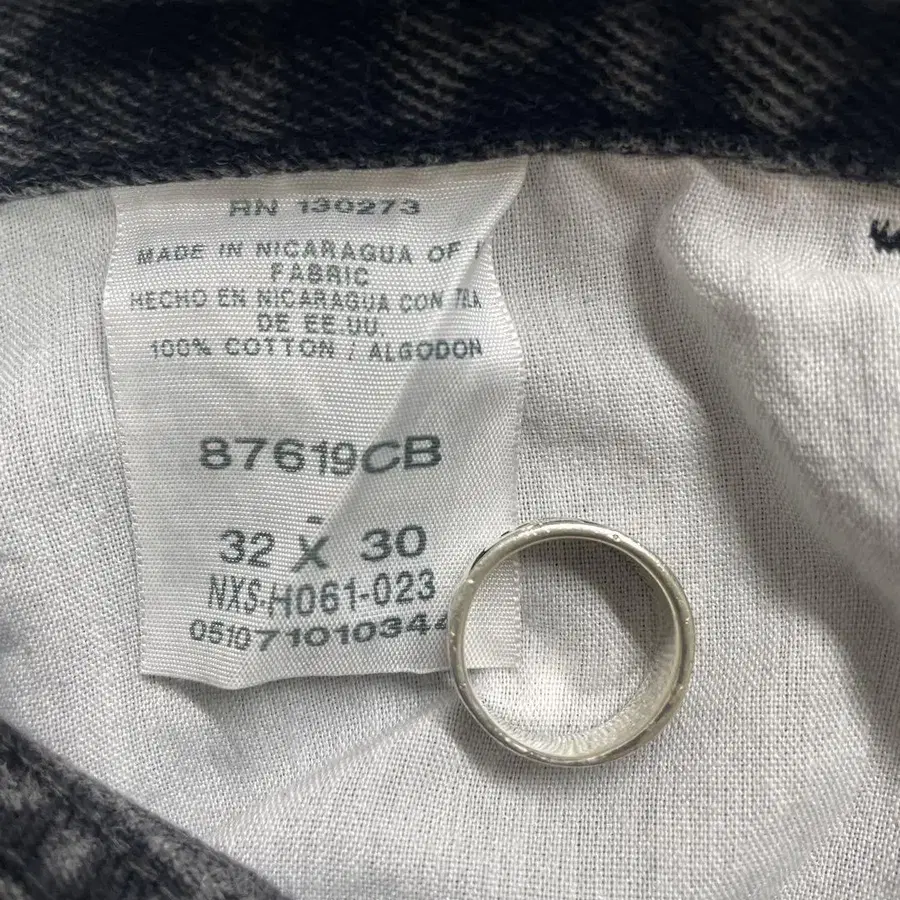 RN 130273
MADE IN NICARAGUA OF
FABRIC
HECHO EN NICARAGUA CON
DE EE.UU.
100% COTTON / ALGODON
87619CB
32 X 30
NXS-H061-023
051071010344